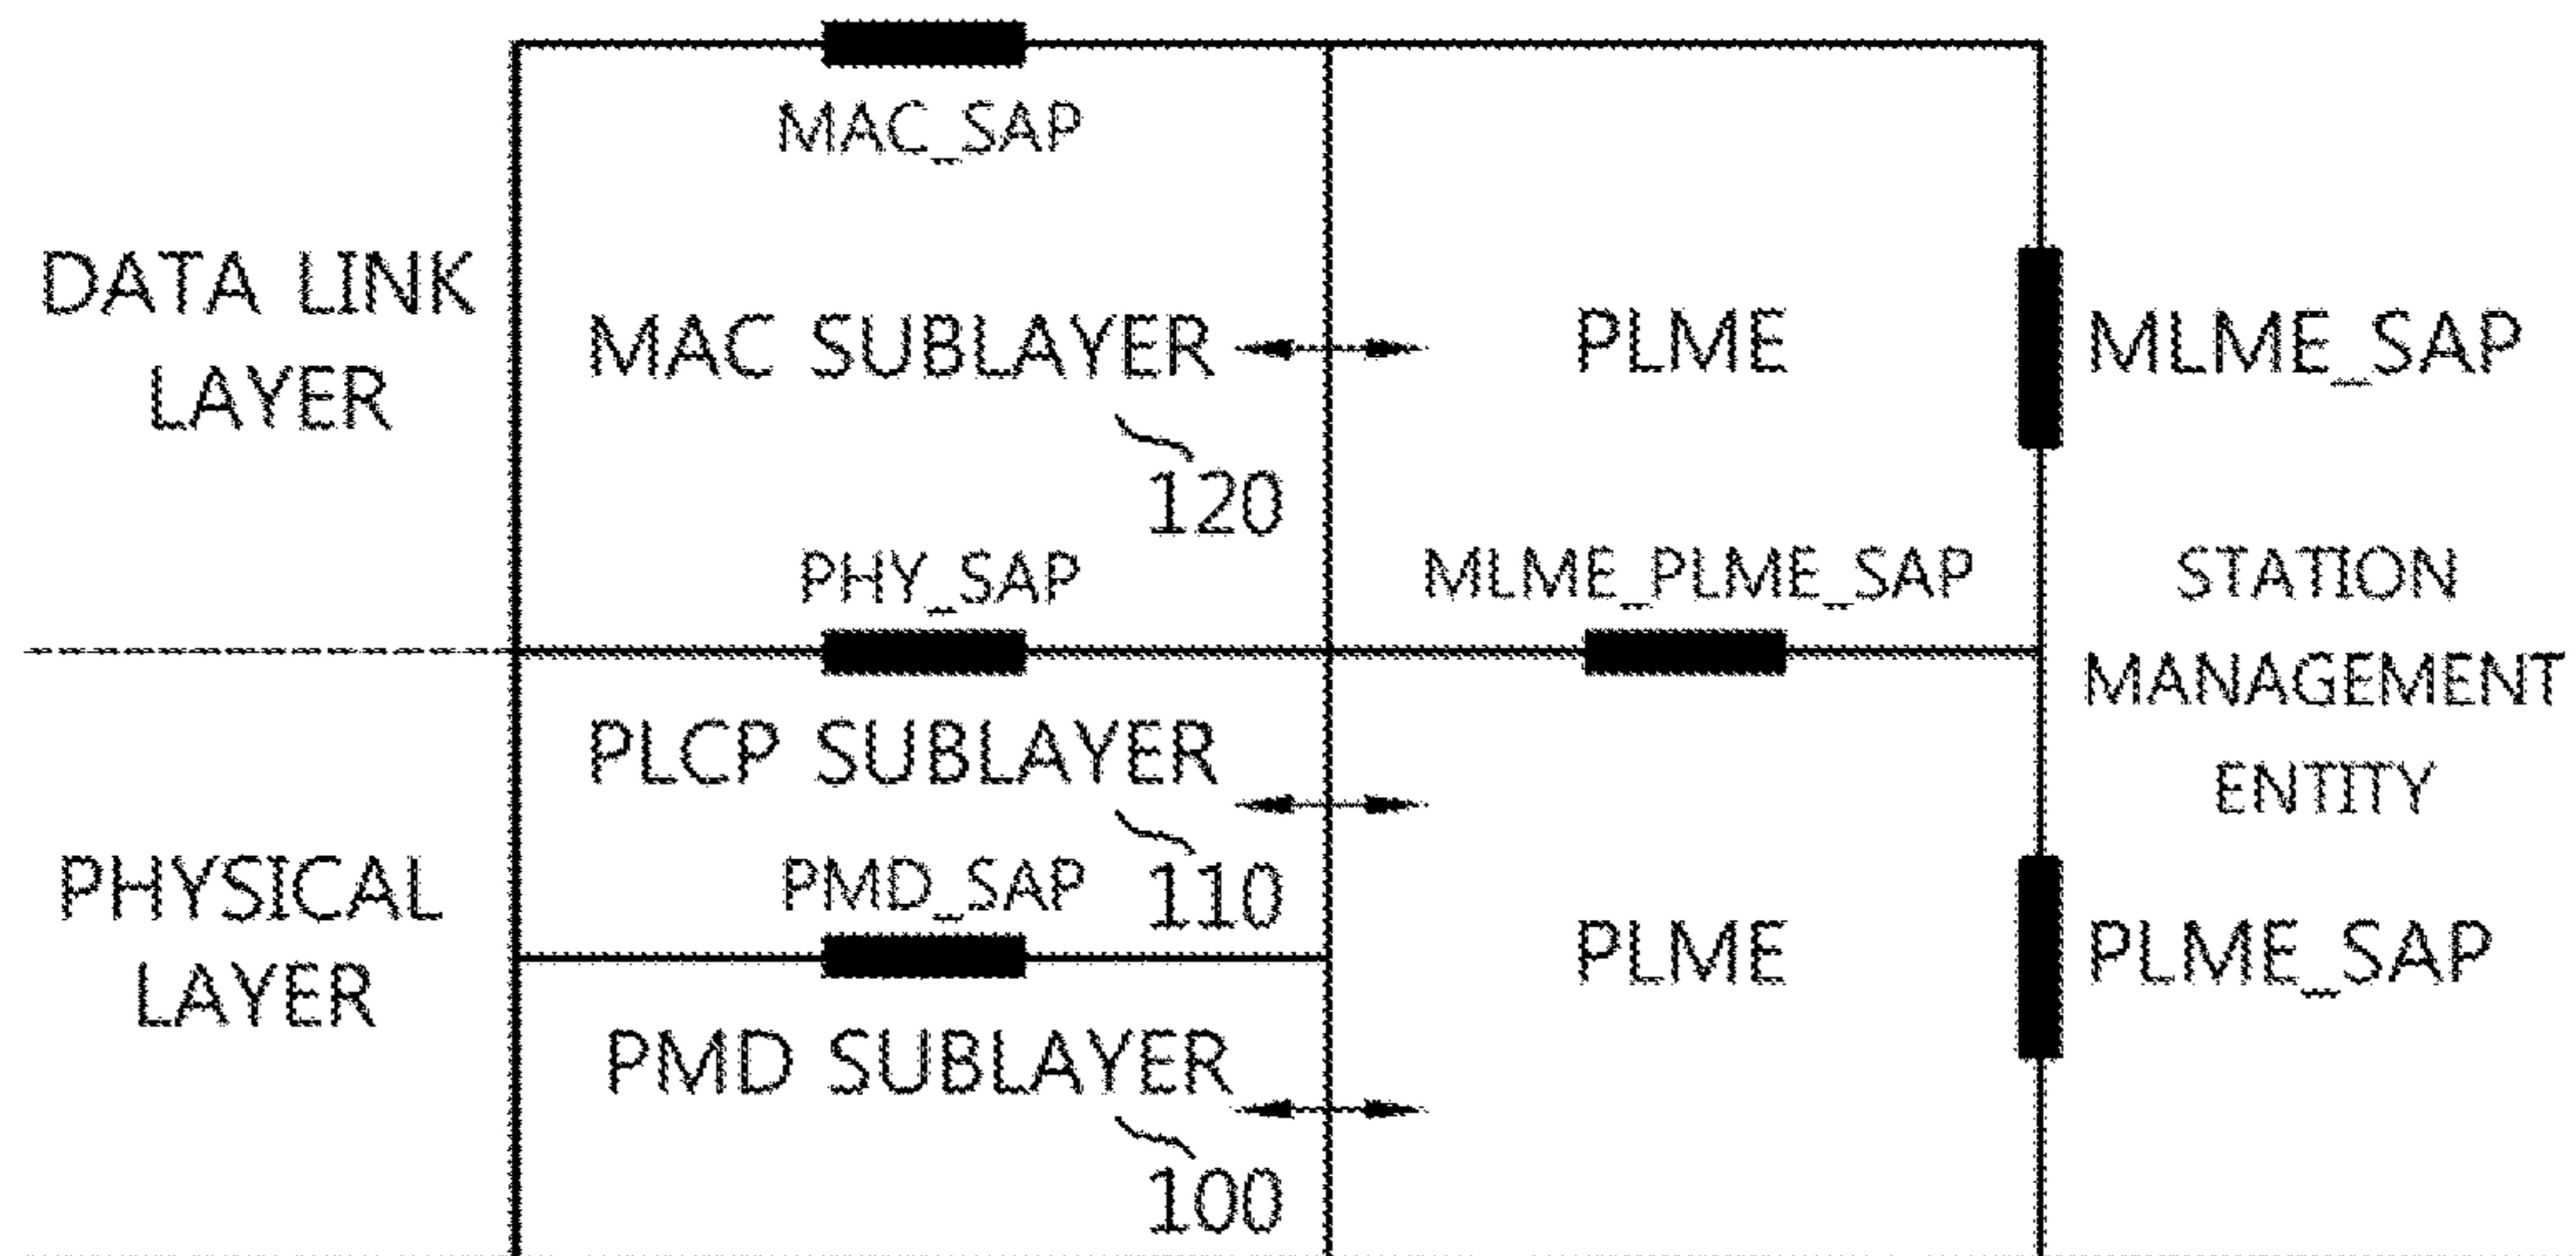 MAC_SAP
DATA LINK
LAYER
MAC SUBLAYER
120
PLME
MLME_SAP
PHY_SAP
MLME_PLME_SAP
STATION
MANAGEMENT
ENTITY
PLCP SUBLAYER
110
PHYSICAL
LAYER
PMD_SAP
PLME
PLME_SAP
PMD SUBLAYER
100